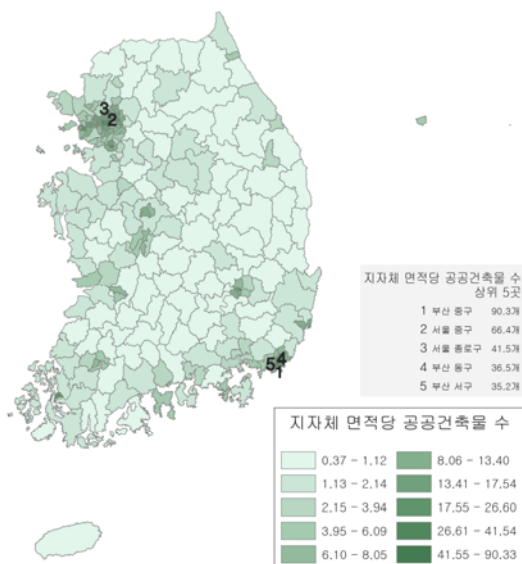 3
2
5 4
1
지자체 면적당 공공건축물 수
상위 5곳
1 부산 중구 90.3개
2 서울 중구 66.4개
3 서울 종로구 41.5개
4 부산 동구 36.5개
5 부산 서구 35.2개
지자체 면적당 공공건축물 수
0.37 - 1.12 8.06 - 13.40
1.13 - 2.14 13.41 - 17.54
2.15 - 3.94 17.55 - 26.60
3.95 - 6.09 26.61 - 41.54
6.10 - 8.05 41.55 - 90.33